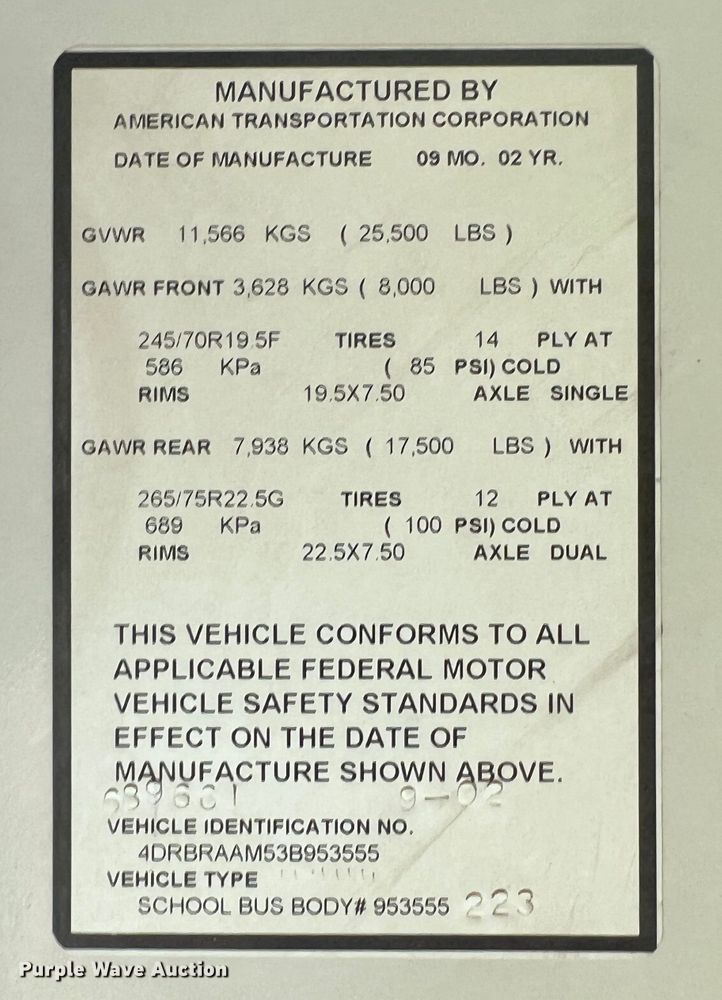 MANUFACTURED BY
AMERICAN TRANSPORTATION CORPORATION
DATE OF MANUFACTURE 09 MO. 02 YR.
GVWR 11,566 KGS ( 25,500 LBS )
GAWR FRONT 3,628 KGS ( 8,000 LBS ) WITH
245/70R19.5F TIRES 14 PLY AT
586 KPa ( 85 PSI) COLD
RIMS 19.5X7.50 AXLE SINGLE
GAWR REAR 7,938 KGS ( 17,500 LBS ) WITH
265/75R22.5G TIRES 12 PLY AT
689 KPa ( 100 PSI) COLD
RIMS 22.5X7.50 AXLE DUAL
THIS VEHICLE CONFORMS TO ALL
APPLICABLE FEDERAL MOTOR
VEHICLE SAFETY STANDARDS IN
EFFECT ON THE DATE OF
MANUFACTURE SHOWN ABOVE.
9-02
VEHICLE IDENTIFICATION NO.
4DRBRAAM53B953555
VEHICLE TYPE
SCHOOL BUS BODY# 953555 223
Purple Wave Auction